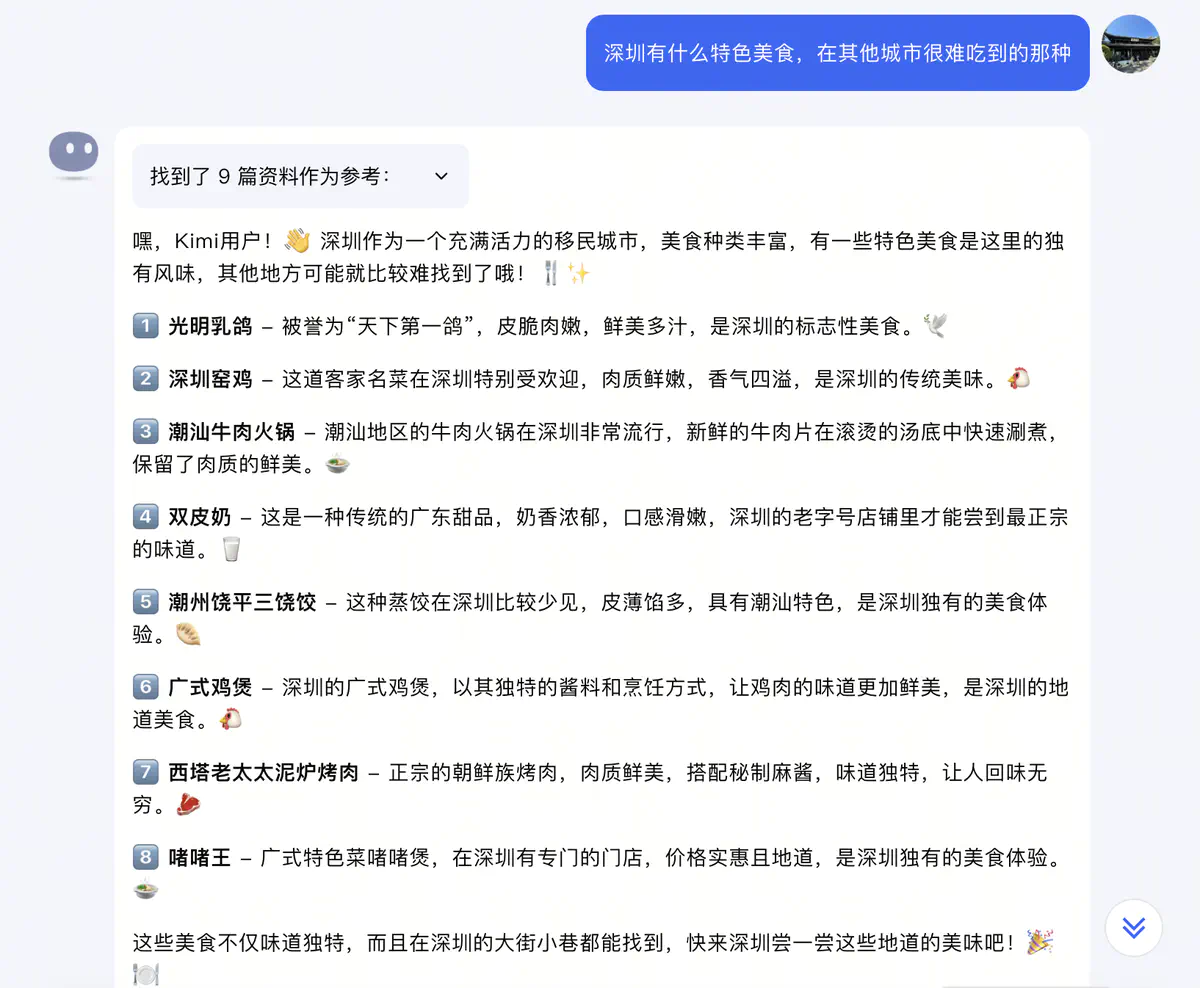 深圳有什么特色美食，在其他城市很难吃到的那种
找到了 9 篇资料作为参考：
嘿，Kimi用户！👋 深圳作为一个充满活力的移民城市，美食种类丰富，有一些特色美食是这里的独
有风味，其他地方可能就比较难找到了哦！🍴✨
1️⃣ 光明乳鸽 – 被誉为“天下第一鸽”，皮脆肉嫩，鲜美多汁，是深圳的标志性美食。🕊️
2️⃣ 深圳窑鸡 – 这道客家名菜在深圳特别受欢迎，肉质鲜嫩，香气四溢，是深圳的传统美味。🐔
3️⃣ 潮汕牛肉火锅 – 潮汕地区的牛肉火锅在深圳非常流行，新鲜的牛肉片在滚烫的汤底中快速涮煮，
保留了肉质的鲜美。🍲
4️⃣ 双皮奶 – 这是一种传统的广东甜品，奶香浓郁，口感滑嫩，深圳的老字号店铺里才能尝到最正宗
的味道。🥛
5️⃣ 潮州饶平三饶饺 – 这种蒸饺在深圳比较少见，皮薄馅多，具有潮汕特色，是深圳独有的美食体
验。🥟
6️⃣ 广式鸡煲 – 深圳的广式鸡煲，以其独特的酱料和烹饪方式，让鸡肉的味道更加鲜美，是深圳的地
道美食。🐔
7️⃣ 西塔老太太泥炉烤肉 – 正宗的朝鲜族烤肉，肉质鲜美，搭配秘制麻酱，味道独特，让人回味无
穷。🥩
8️⃣ 啫啫王 – 广式特色菜啫啫煲，在深圳有专门的门店，价格实惠且地道，是深圳独有的美食体验。
🍲
这些美食不仅味道独特，而且在深圳的大街小巷都能找到，快来深圳尝一尝这些地道的美味吧！🎉
🍽️